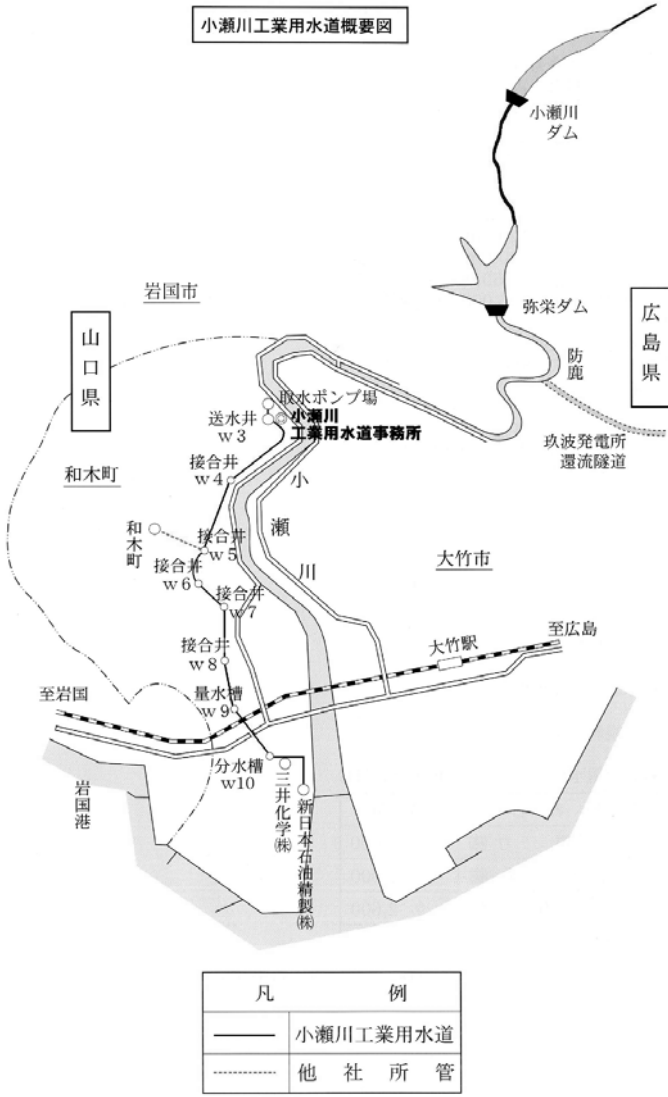 小瀬川工業用水道概要図
小瀬川
ダム
弥栄ダム
広島県
防鹿
玖波発電所
還流隧道
岩国市
山口県
取水ポンプ場
送水井
w3
小瀬川
工業用水道事務所
和木町
接合井
w4
小瀬川
和木町
接合井
w5
接合井
w6
接合井
w7
大竹市
接合井
w8
大竹駅
至広島
至岩国
量水槽
w9
分水槽
w10
岩国港
三井化学㈱
新日本石油精製㈱
凡例
小瀬川工業用水道
他社所管